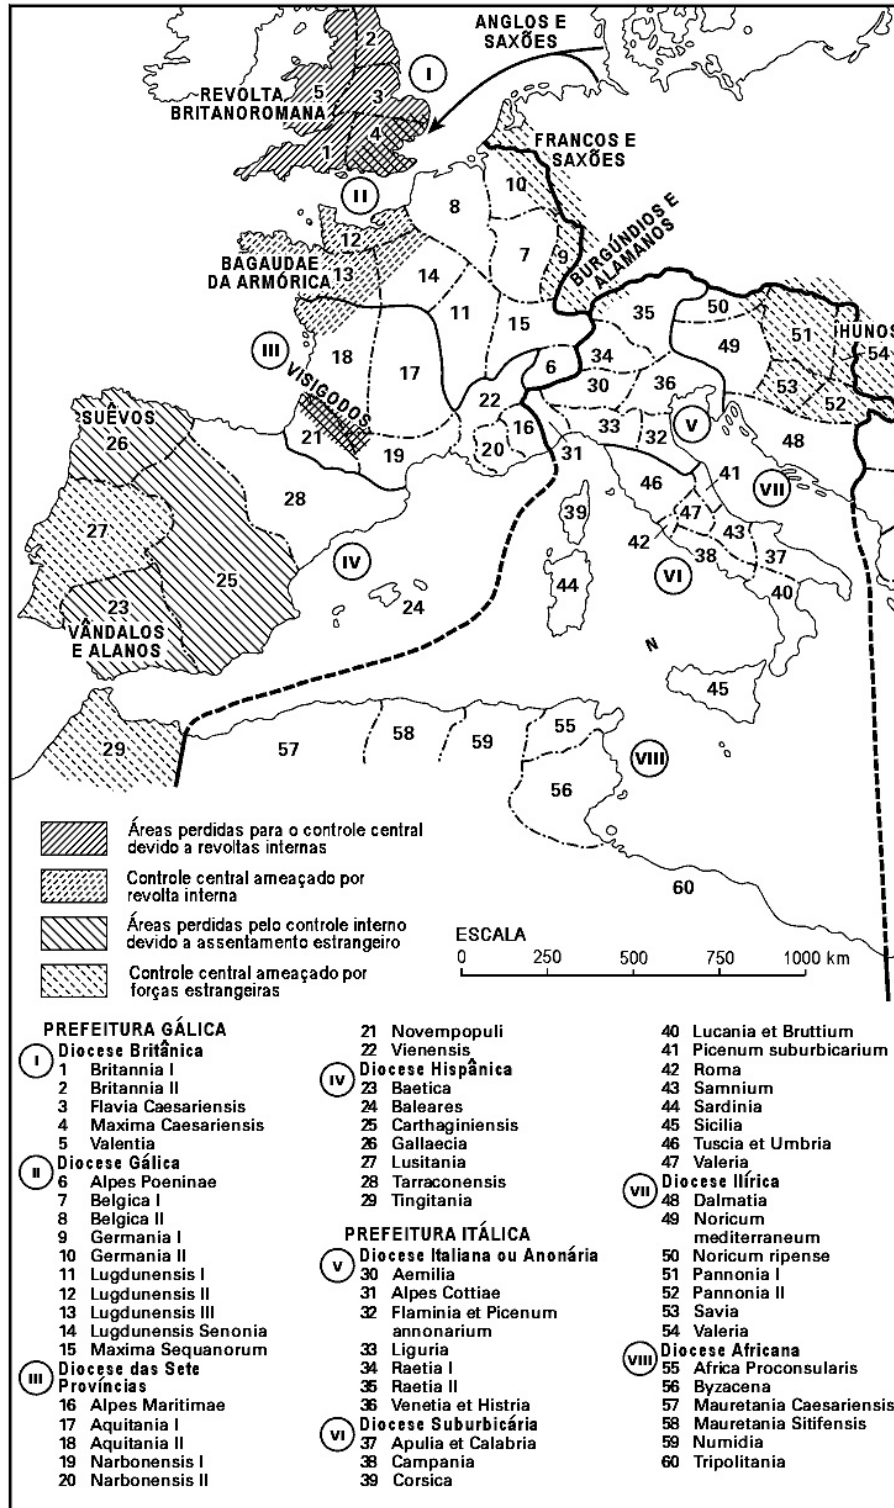 ANGLOS E
SAXÕES
2
I
5
3
REVOLTA
BRITANOROMANA
4
1
FRANCOS E
SAXÕES
II
10
8
12
BURGÚNDIOS E
ALAMANOS
7
9
BAGAUDAE
DA ARMÓRICA
13
14
11
15
35
50
51
HUNOS
54
III
18
17
VISIGODOS
6
34
49
30
36
53
52
SUÊVOS
26
22
16
33
32
V
48
21
20
19
31
28
46
41
VII
27
39
47
43
42
38
37
IV
25
VI
40
23
24
44
VÂNDALOS
E ALANOS
N
45
29
57
58
59
55
VIII
56
60
Áreas perdidas para o controle central
devido a revoltas internas
Controle central ameaçado por
revolta interna
Áreas perdidas pelo controle interno
devido a assentamento estrangeiro
Controle central ameaçado por
forças estrangeiras
ESCALA
0 250 500 750 1000 km
PREFEITURA GÁLICA
I Diocese Britânica
1 Britannia I
2 Britannia II
3 Flavia Caesariensis
4 Maxima Caesariensis
5 Valentia
II Diocese Gálica
6 Alpes Poeninae
7 Belgica I
8 Belgica II
9 Germania I
10 Germania II
11 Lugdunensis I
12 Lugdunensis II
13 Lugdunensis III
14 Lugdunensis Senonia
15 Maxima Sequanorum
III Diocese das Sete
Províncias
16 Alpes Maritimae
17 Aquitania I
18 Aquitania II
19 Narbonensis I
20 Narbonensis II
21 Novempopuli
22 Vienensis
IV Diocese Hispânica
23 Baetica
24 Baleares
25 Carthaginiensis
26 Gallaecia
27 Lusitania
28 Tarraconensis
29 Tingitania
PREFEITURA ITÁLICA
V Diocese Italiana ou Anonária
30 Aemilia
31 Alpes Cottiae
32 Flaminia et Picenum
annonarium
33 Liguria
34 Raetia I
35 Raetia II
36 Venetia et Histria
VI Diocese Suburbicária
37 Apulia et Calabria
38 Campania
39 Corsica
40 Lucania et Bruttium
41 Picenum suburbicarium
42 Roma
43 Samnium
44 Sardinia
45 Sicilia
46 Tuscia et Umbria
47 Valeria
VII Diocese Ilírica
48 Dalmatia
49 Noricum
mediterraneum
50 Noricum ripense
51 Pannonia I
52 Pannonia II
53 Savia
54 Valeria
VIII Diocese Africana
55 Africa Proconsularis
56 Byzacena
57 Mauretania Caesariensis
58 Mauretania Sitifensis
59 Numidia
60 Tripolitania